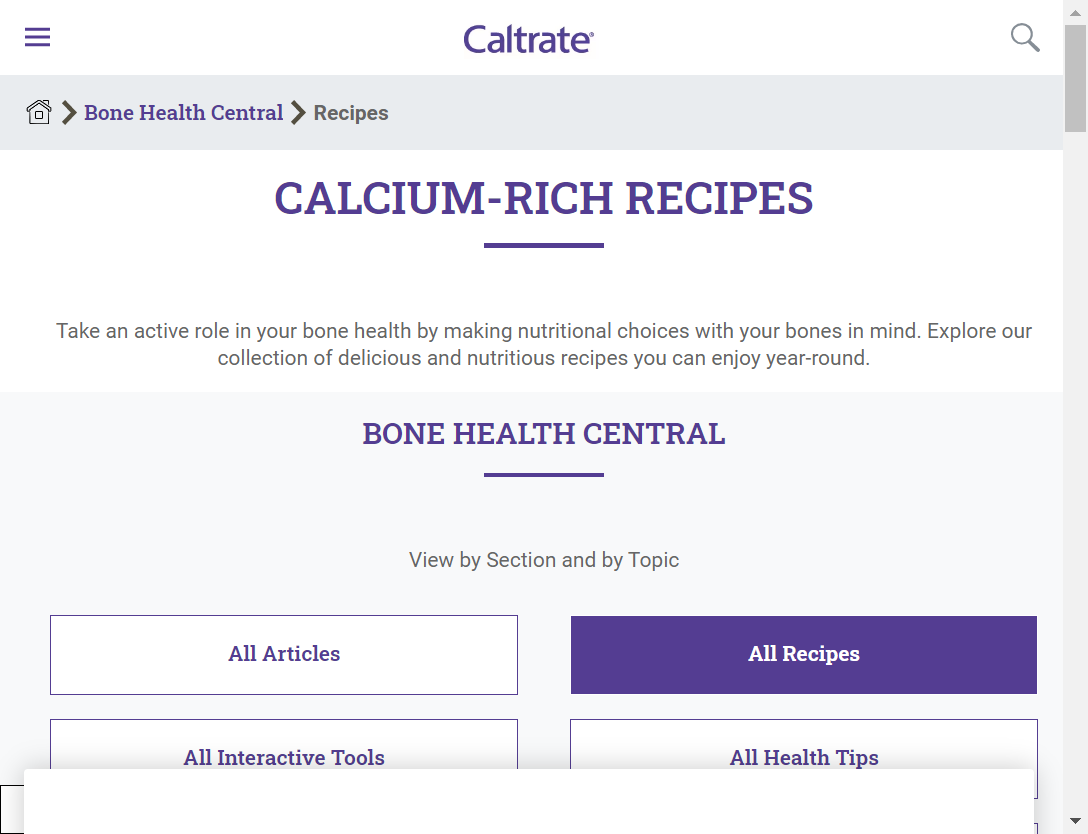 Caltrate®
Bone Health Central Recipes
CALCIUM-RICH RECIPES
Take an active role in your bone health by making nutritional choices with your bones in mind. Explore our
collection of delicious and nutritious recipes you can enjoy year-round.
BONE HEALTH CENTRAL
View by Section and by Topic
All Articles
All Recipes
All Interactive Tools
All Health Tips